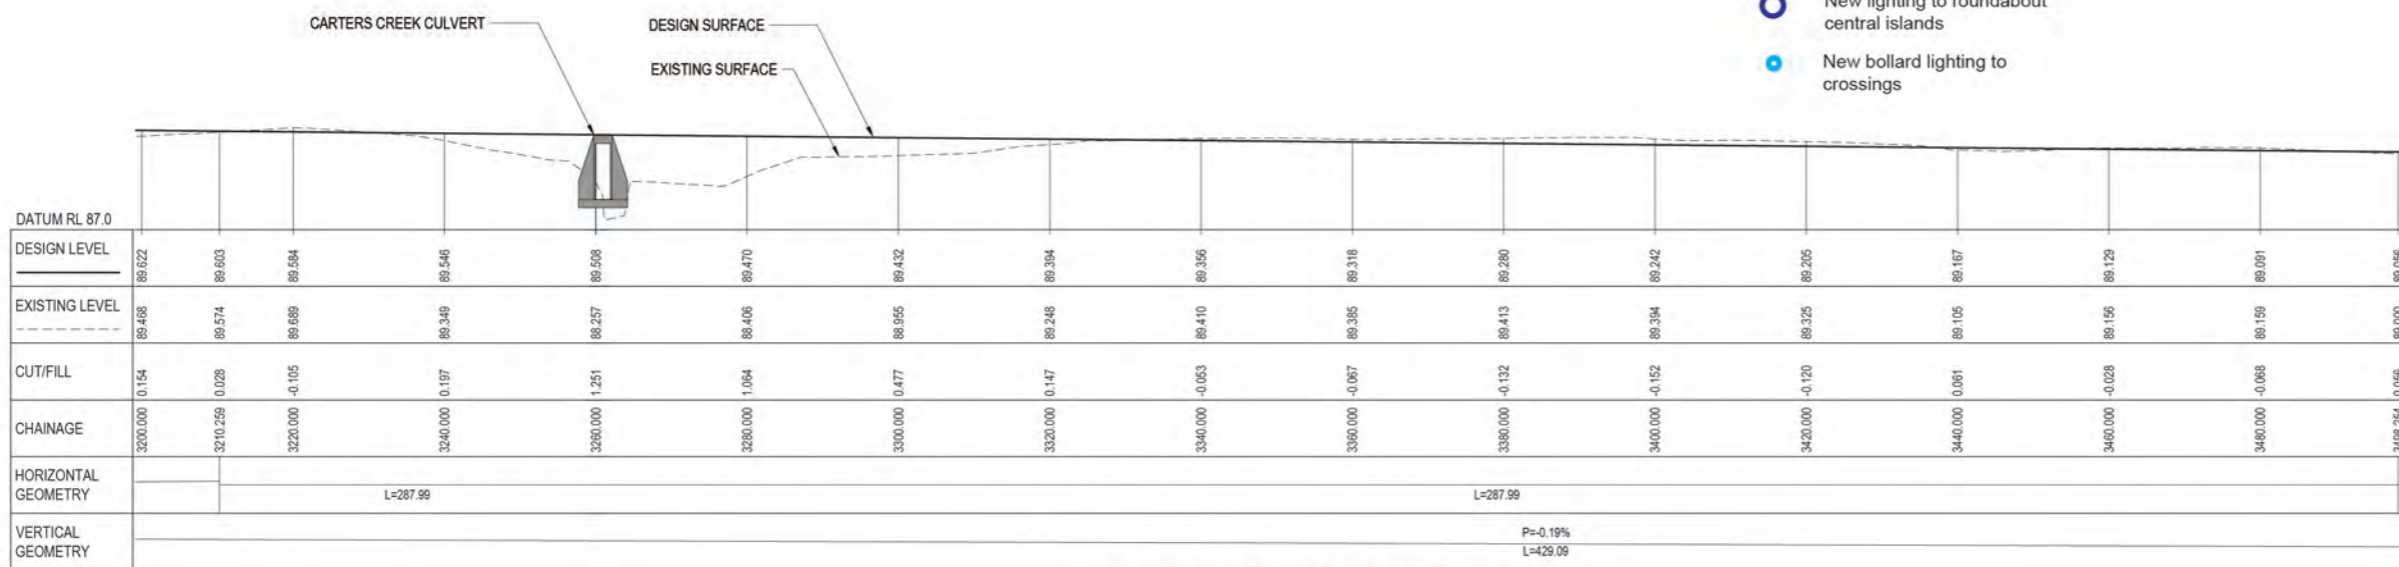 New lighting to roundabout
central islands
New bollard lighting to
crossings
CARTERS CREEK CULVERT
DESIGN SURFACE
EXISTING SURFACE
DATUM RL 87.0
DESIGN LEVEL 89.622 89.603 89.584 89.546 89.508 89.470 89.432 89.394 89.356 89.318 89.280 89.242 89.205 89.167 89.129 89.091 89.056
EXISTING LEVEL 89.468 89.574 89.689 89.349 88.257 88.406 88.955 89.248 89.410 89.385 89.413 89.394 89.325 89.105 89.156 89.159 89.000
CUT/FILL 0.154 0.028 -0.105 0.197 1.251 1.064 0.477 0.147 -0.053 -0.067 -0.132 -0.152 -0.120 0.061 -0.028 -0.068 0.056
CHAINAGE 3200.000 3210.259 3220.000 3240.000 3260.000 3280.000 3300.000 3320.000 3340.000 3360.000 3380.000 3400.000 3420.000 3440.000 3460.000 3480.000 3498.254
HORIZONTAL
GEOMETRY L=287.99 L=287.99
VERTICAL P=-0.19%
GEOMETRY L=429.09